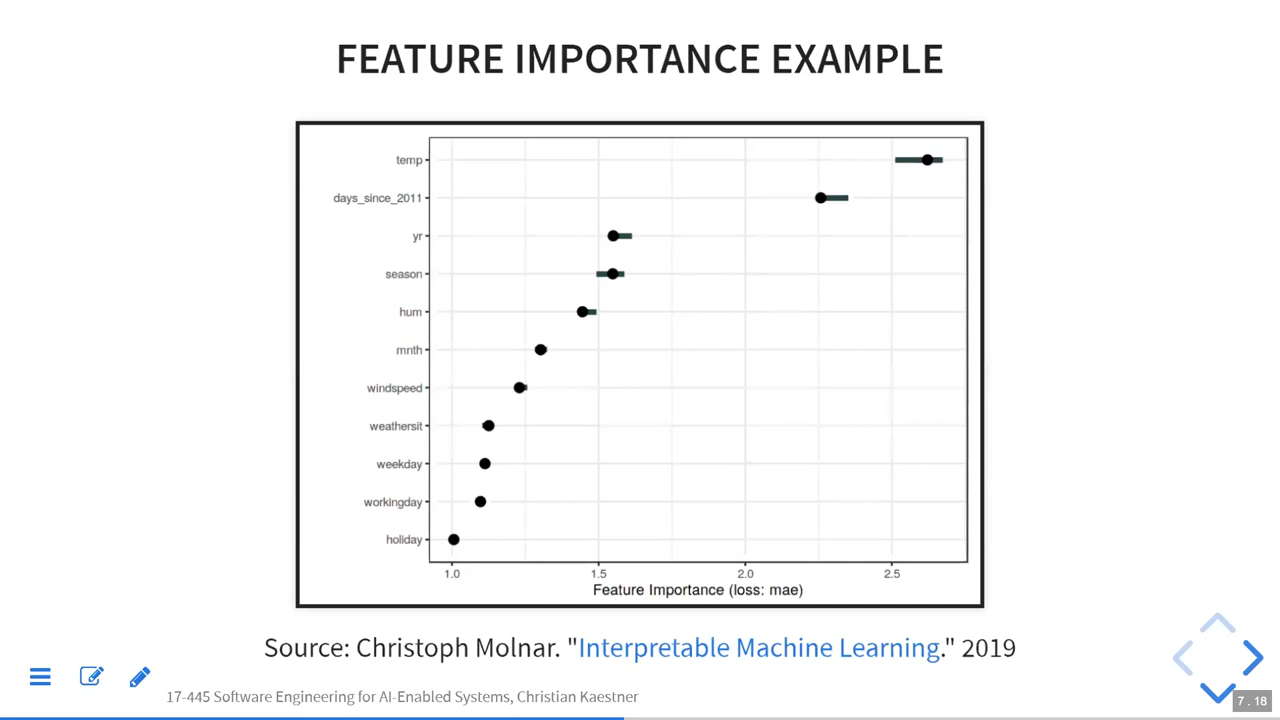 FEATURE IMPORTANCE EXAMPLE
temp
days_since_2011
yr
season
hum
mnth
windspeed
weathersit
weekday
workingday
holiday
1.0 1.5 2.0 2.5
Feature Importance (loss: mae)
Source: Christoph Molnar. "Interpretable Machine Learning." 2019
17-445 Software Engineering for AI-Enabled Systems, Christian Kaestner
7 . 18